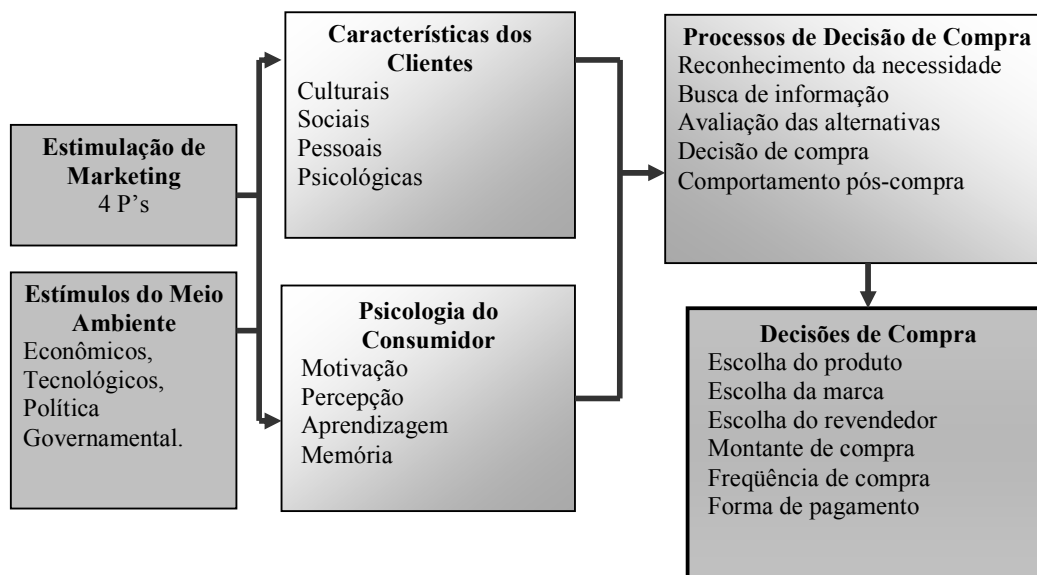 Estimulação de
Marketing
4 P’s
Estímulos do Meio
Ambiente
Econômicos,
Tecnológicos,
Política
Governamental.
Características dos
Clientes
Culturais
Sociais
Pessoais
Psicológicas
Psicologia do
Consumidor
Motivação
Percepção
Aprendizagem
Memória
Processos de Decisão de Compra
Reconhecimento da necessidade
Busca de informação
Avaliação das alternativas
Decisão de compra
Comportamento pós-compra
Decisões de Compra
Escolha do produto
Escolha da marca
Escolha do revendedor
Montante de compra
Freqüência de compra
Forma de pagamento